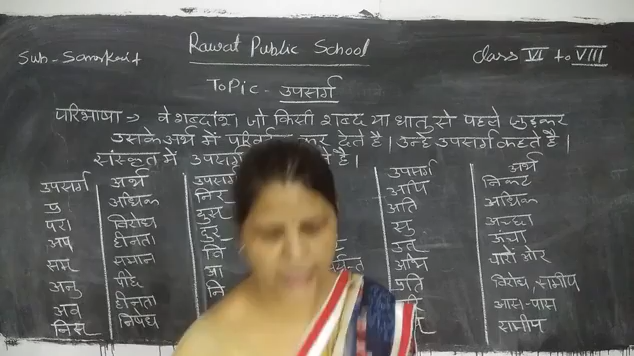 Rawat Public School
Sub - Sanskrit
Class VI to VIII
Topic - उपसर्ग
परिभाषा -> वे शब्दांश जो किसी शब्द या धातु से पहले जुड़कर
उसके अर्थ में परिवर्तन कर देते है । उन्हे उपसर्ग कहते है ।
संस्कृत में उपसर्ग है ।
उपसर्ग अर्थ
प्र अधिक
परा विरोध
अप हीनता
सम समान
अनु पीछे
अव हीनता
निस निषेध
निर
दुस
दुर
वि
नि
उपसर्ग अर्थ
निकट
अति अधिक
सु अच्छा
उत ऊंचा
अभि ओर
प्रति विरोध, समीप
आस-पास
समीप